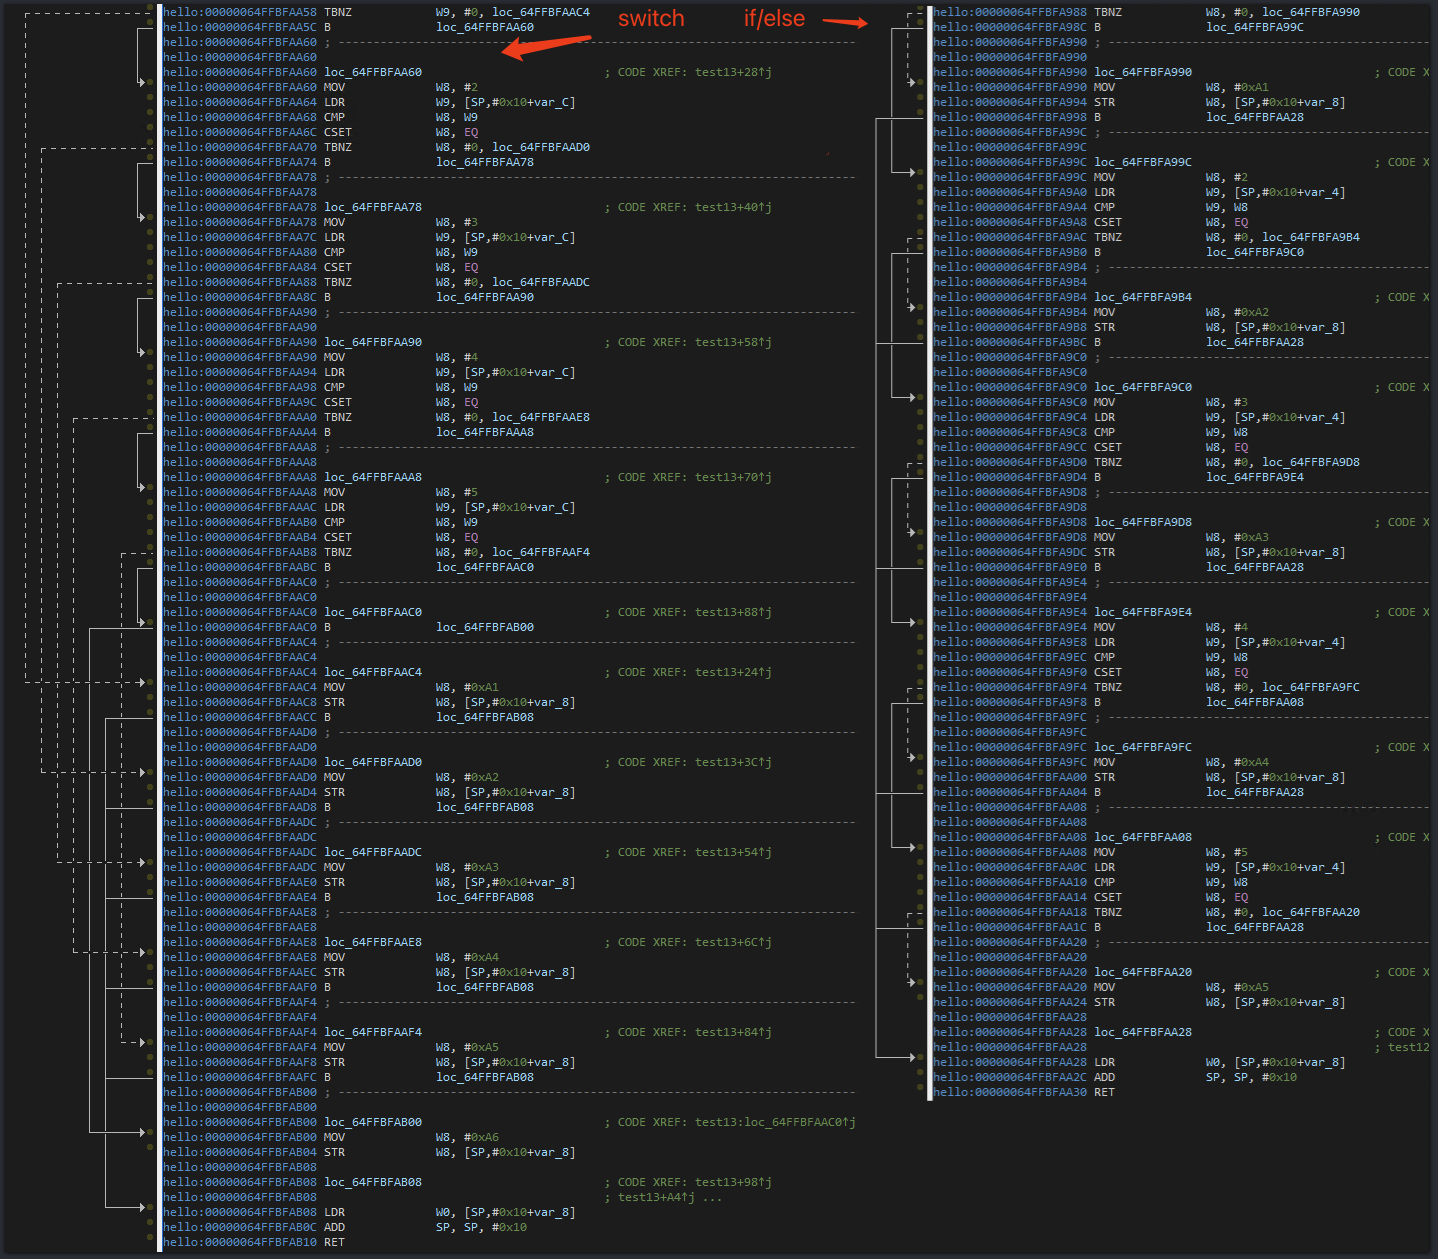 switch
if/else
hello:00000064FFBFAA58 TBNZ W9, #0, loc_64FFBFAAC4
hello:00000064FFBFAA5C B loc_64FFBFAA60
hello:00000064FFBFAA60 ; ---------------------------------------------------------------------------
hello:00000064FFBFAA60
hello:00000064FFBFAA60 loc_64FFBFAA60 ; CODE XREF: test13+28↑j
hello:00000064FFBFAA60 MOV W8, #2
hello:00000064FFBFAA64 LDR W9, [SP,#0x10+var_C]
hello:00000064FFBFAA68 CMP W8, W9
hello:00000064FFBFAA6C CSET W8, EQ
hello:00000064FFBFAA70 TBNZ W8, #0, loc_64FFBFAAD0
hello:00000064FFBFAA74 B loc_64FFBFAA78
hello:00000064FFBFAA78 ; ---------------------------------------------------------------------------
hello:00000064FFBFAA78
hello:00000064FFBFAA78 loc_64FFBFAA78 ; CODE XREF: test13+40↑j
hello:00000064FFBFAA78 MOV W8, #3
hello:00000064FFBFAA7C LDR W9, [SP,#0x10+var_C]
hello:00000064FFBFAA80 CMP W8, W9
hello:00000064FFBFAA84 CSET W8, EQ
hello:00000064FFBFAA88 TBNZ W8, #0, loc_64FFBFAADC
hello:00000064FFBFAA8C B loc_64FFBFAA90
hello:00000064FFBFAA90 ; ---------------------------------------------------------------------------
hello:00000064FFBFAA90
hello:00000064FFBFAA90 loc_64FFBFAA90 ; CODE XREF: test13+58↑j
hello:00000064FFBFAA90 MOV W8, #4
hello:00000064FFBFAA94 LDR W9, [SP,#0x10+var_C]
hello:00000064FFBFAA98 CMP W8, W9
hello:00000064FFBFAA9C CSET W8, EQ
hello:00000064FFBFAAA0 TBNZ W8, #0, loc_64FFBFAAE8
hello:00000064FFBFAAA4 B loc_64FFBFAAA8
hello:00000064FFBFAAA8 ; ---------------------------------------------------------------------------
hello:00000064FFBFAAA8
hello:00000064FFBFAAA8 loc_64FFBFAAA8 ; CODE XREF: test13+70↑j
hello:00000064FFBFAAA8 MOV W8, #5
hello:00000064FFBFAAAC LDR W9, [SP,#0x10+var_C]
hello:00000064FFBFAAB0 CMP W8, W9
hello:00000064FFBFAAB4 CSET W8, EQ
hello:00000064FFBFAAB8 TBNZ W8, #0, loc_64FFBFAAF4
hello:00000064FFBFAABC B loc_64FFBFAAC0
hello:00000064FFBFAAC0 ; ---------------------------------------------------------------------------
hello:00000064FFBFAAC0
hello:00000064FFBFAAC0 loc_64FFBFAAC0 ; CODE XREF: test13+88↑j
hello:00000064FFBFAAC0 B loc_64FFBFAB00
hello:00000064FFBFAAC4 ; ---------------------------------------------------------------------------
hello:00000064FFBFAAC4
hello:00000064FFBFAAC4 loc_64FFBFAAC4 ; CODE XREF: test13+24↑j
hello:00000064FFBFAAC4 MOV W8, #0xA1
hello:00000064FFBFAAC8 STR W8, [SP,#0x10+var_8]
hello:00000064FFBFAACC B loc_64FFBFAB08
hello:00000064FFBFAAD0 ; ---------------------------------------------------------------------------
hello:00000064FFBFAAD0
hello:00000064FFBFAAD0 loc_64FFBFAAD0 ; CODE XREF: test13+3C↑j
hello:00000064FFBFAAD0 MOV W8, #0xA2
hello:00000064FFBFAAD4 STR W8, [SP,#0x10+var_8]
hello:00000064FFBFAAD8 B loc_64FFBFAB08
hello:00000064FFBFAADC ; ---------------------------------------------------------------------------
hello:00000064FFBFAADC
hello:00000064FFBFAADC loc_64FFBFAADC ; CODE XREF: test13+54↑j
hello:00000064FFBFAADC MOV W8, #0xA3
hello:00000064FFBFAAE0 STR W8, [SP,#0x10+var_8]
hello:00000064FFBFAAE4 B loc_64FFBFAB08
hello:00000064FFBFAAE8 ; ---------------------------------------------------------------------------
hello:00000064FFBFAAE8
hello:00000064FFBFAAE8 loc_64FFBFAAE8 ; CODE XREF: test13+6C↑j
hello:00000064FFBFAAE8 MOV W8, #0xA4
hello:00000064FFBFAAEC STR W8, [SP,#0x10+var_8]
hello:00000064FFBFAAF0 B loc_64FFBFAB08
hello:00000064FFBFAAF4 ; ---------------------------------------------------------------------------
hello:00000064FFBFAAF4
hello:00000064FFBFAAF4 loc_64FFBFAAF4 ; CODE XREF: test13+84↑j
hello:00000064FFBFAAF4 MOV W8, #0xA5
hello:00000064FFBFAAF8 STR W8, [SP,#0x10+var_8]
hello:00000064FFBFAAFC B loc_64FFBFAB08
hello:00000064FFBFAB00 ; ---------------------------------------------------------------------------
hello:00000064FFBFAB00
hello:00000064FFBFAB00 loc_64FFBFAB00 ; CODE XREF: test13:loc_64FFBFAAC0↑j
hello:00000064FFBFAB00 MOV W8, #0xA6
hello:00000064FFBFAB04 STR W8, [SP,#0x10+var_8]
hello:00000064FFBFAB08
hello:00000064FFBFAB08 loc_64FFBFAB08 ; CODE XREF: test13+98↑j
hello:00000064FFBFAB08 ; test13+A4↑j ...
hello:00000064FFBFAB08 LDR W0, [SP,#0x10+var_8]
hello:00000064FFBFAB0C ADD SP, SP, #0x10
hello:00000064FFBFAB10 RET
hello:00000064FFBFA988 TBNZ W8, #0, loc_64FFBFA990
hello:00000064FFBFA98C B loc_64FFBFA99C
hello:00000064FFBFA990 ; ------------------------------------------------
hello:00000064FFBFA990
hello:00000064FFBFA990 loc_64FFBFA990 ; CODE X
hello:00000064FFBFA990 MOV W8, #0xA1
hello:00000064FFBFA994 STR W8, [SP,#0x10+var_8]
hello:00000064FFBFA998 B loc_64FFBFAA28
hello:00000064FFBFA99C ; ------------------------------------------------
hello:00000064FFBFA99C
hello:00000064FFBFA99C loc_64FFBFA99C ; CODE X
hello:00000064FFBFA99C MOV W8, #2
hello:00000064FFBFA9A0 LDR W9, [SP,#0x10+var_4]
hello:00000064FFBFA9A4 CMP W9, W8
hello:00000064FFBFA9A8 CSET W8, EQ
hello:00000064FFBFA9AC TBNZ W8, #0, loc_64FFBFA9B4
hello:00000064FFBFA9B0 B loc_64FFBFA9C0
hello:00000064FFBFA9B4 ; ------------------------------------------------
hello:00000064FFBFA9B4
hello:00000064FFBFA9B4 loc_64FFBFA9B4 ; CODE X
hello:00000064FFBFA9B4 MOV W8, #0xA2
hello:00000064FFBFA9B8 STR W8, [SP,#0x10+var_8]
hello:00000064FFBFA9BC B loc_64FFBFAA28
hello:00000064FFBFA9C0 ; ------------------------------------------------
hello:00000064FFBFA9C0
hello:00000064FFBFA9C0 loc_64FFBFA9C0 ; CODE X
hello:00000064FFBFA9C0 MOV W8, #3
hello:00000064FFBFA9C4 LDR W9, [SP,#0x10+var_4]
hello:00000064FFBFA9C8 CMP W9, W8
hello:00000064FFBFA9CC CSET W8, EQ
hello:00000064FFBFA9D0 TBNZ W8, #0, loc_64FFBFA9D8
hello:00000064FFBFA9D4 B loc_64FFBFA9E4
hello:00000064FFBFA9D8 ; ------------------------------------------------
hello:00000064FFBFA9D8
hello:00000064FFBFA9D8 loc_64FFBFA9D8 ; CODE X
hello:00000064FFBFA9D8 MOV W8, #0xA3
hello:00000064FFBFA9DC STR W8, [SP,#0x10+var_8]
hello:00000064FFBFA9E0 B loc_64FFBFAA28
hello:00000064FFBFA9E4 ; ------------------------------------------------
hello:00000064FFBFA9E4
hello:00000064FFBFA9E4 loc_64FFBFA9E4 ; CODE X
hello:00000064FFBFA9E4 MOV W8, #4
hello:00000064FFBFA9E8 LDR W9, [SP,#0x10+var_4]
hello:00000064FFBFA9EC CMP W9, W8
hello:00000064FFBFA9F0 CSET W8, EQ
hello:00000064FFBFA9F4 TBNZ W8, #0, loc_64FFBFA9FC
hello:00000064FFBFA9F8 B loc_64FFBFAA08
hello:00000064FFBFA9FC ; ------------------------------------------------
hello:00000064FFBFA9FC
hello:00000064FFBFA9FC loc_64FFBFA9FC ; CODE X
hello:00000064FFBFA9FC MOV W8, #0xA4
hello:00000064FFBFAA00 STR W8, [SP,#0x10+var_8]
hello:00000064FFBFAA04 B loc_64FFBFAA28
hello:00000064FFBFAA08 ; ------------------------------------------------
hello:00000064FFBFAA08
hello:00000064FFBFAA08 loc_64FFBFAA08 ; CODE X
hello:00000064FFBFAA08 MOV W8, #5
hello:00000064FFBFAA0C LDR W9, [SP,#0x10+var_4]
hello:00000064FFBFAA10 CMP W9, W8
hello:00000064FFBFAA14 CSET W8, EQ
hello:00000064FFBFAA18 TBNZ W8, #0, loc_64FFBFAA20
hello:00000064FFBFAA1C B loc_64FFBFAA28
hello:00000064FFBFAA20 ; ------------------------------------------------
hello:00000064FFBFAA20
hello:00000064FFBFAA20 loc_64FFBFAA20 ; CODE X
hello:00000064FFBFAA20 MOV W8, #0xA5
hello:00000064FFBFAA24 STR W8, [SP,#0x10+var_8]
hello:00000064FFBFAA28
hello:00000064FFBFAA28 loc_64FFBFAA28 ; CODE X
hello:00000064FFBFAA28 ; test12
hello:00000064FFBFAA28 LDR W0, [SP,#0x10+var_8]
hello:00000064FFBFAA2C ADD SP, SP, #0x10
hello:00000064FFBFAA30 RET